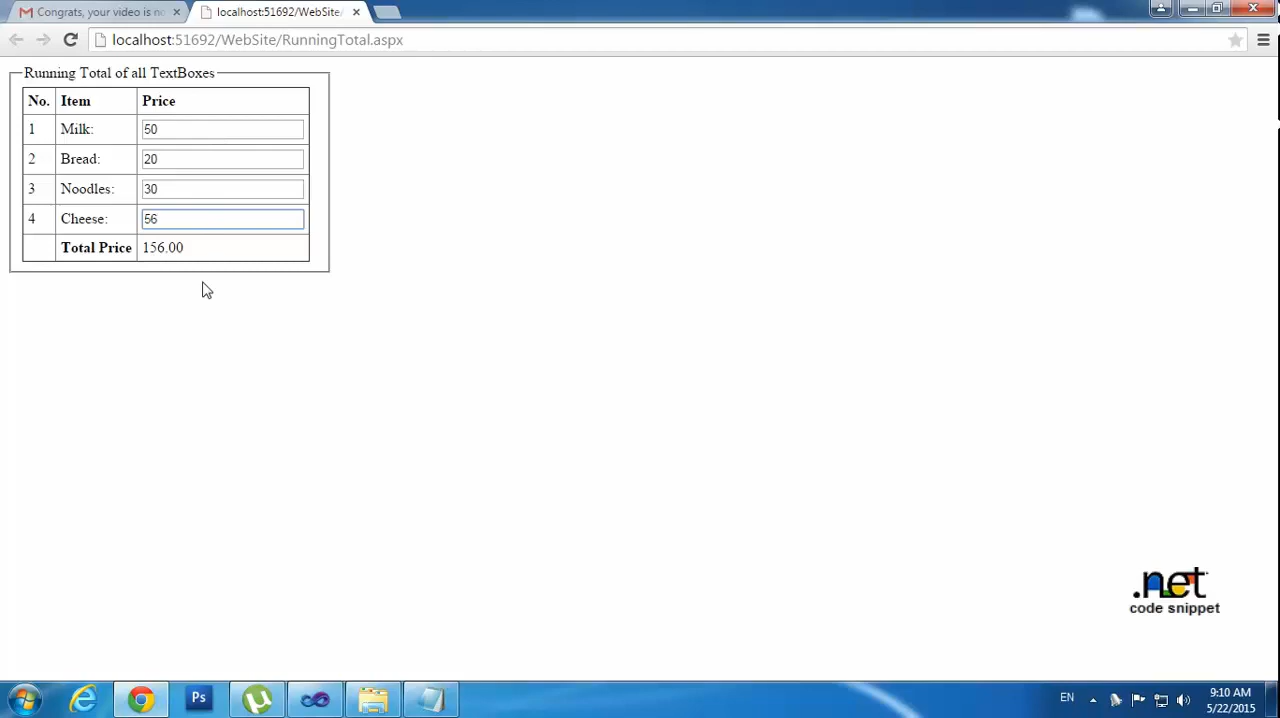 Congrats, your video is no
localhost:51692/WebSite/
localhost:51692/WebSite/RunningTotal.aspx
Running Total of all TextBoxes
No. Item Price
1 Milk: 50
2 Bread: 20
3 Noodles: 30
4 Cheese: 56
Total Price 156.00
.net
code snippet
Ps
EN
9:10 AM
5/22/2015